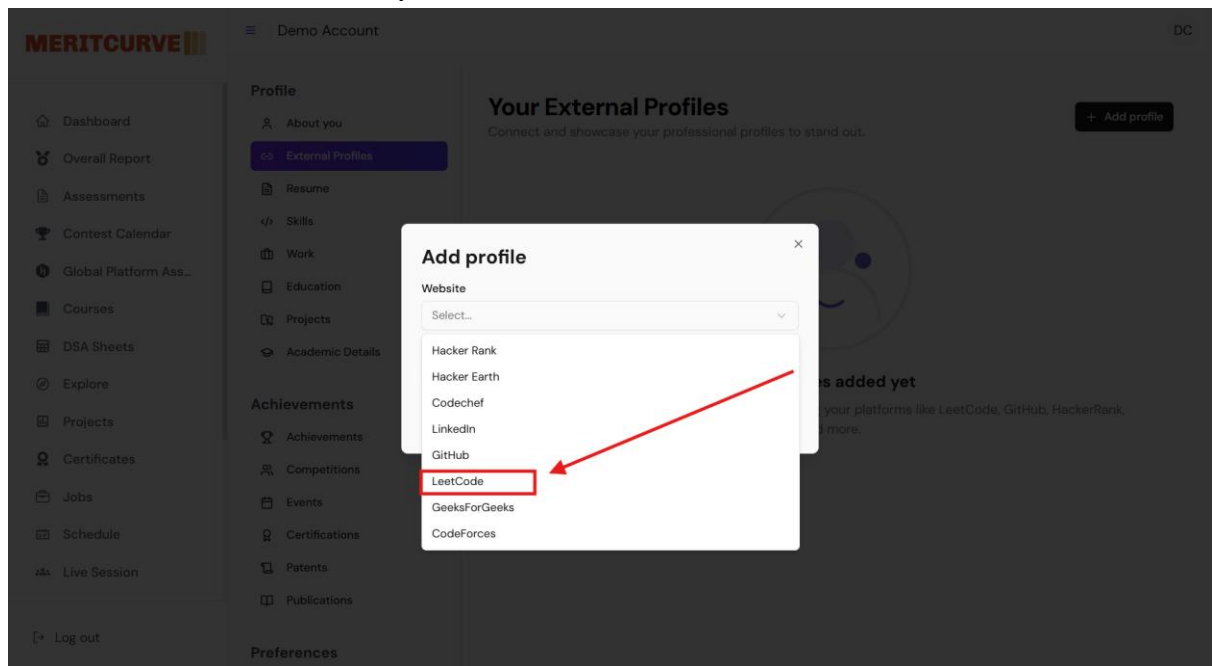 MERITCURVE
Demo Account
DC
Dashboard
Overall Report
Assessments
Contest Calendar
Global Platform Ass...
Courses
DSA Sheets
Explore
Projects
Certificates
Jobs
Schedule
Live Session
Log out
Profile
About you
External Profiles
Resume
Skills
Work
Education
Projects
Academic Details
Achievements
Achievements
Competitions
Events
Certifications
Patents
Publications
Preferences
Your External Profiles
Connect and showcase your professional profiles to stand out.
+ Add profile
Add profile
Website
Select...
Hacker Rank
Hacker Earth
Codechef
LinkedIn
GitHub
LeetCode
GeeksForGeeks
CodeForces
added yet
your platforms like LeetCode, GitHub, HackerRank,
more.